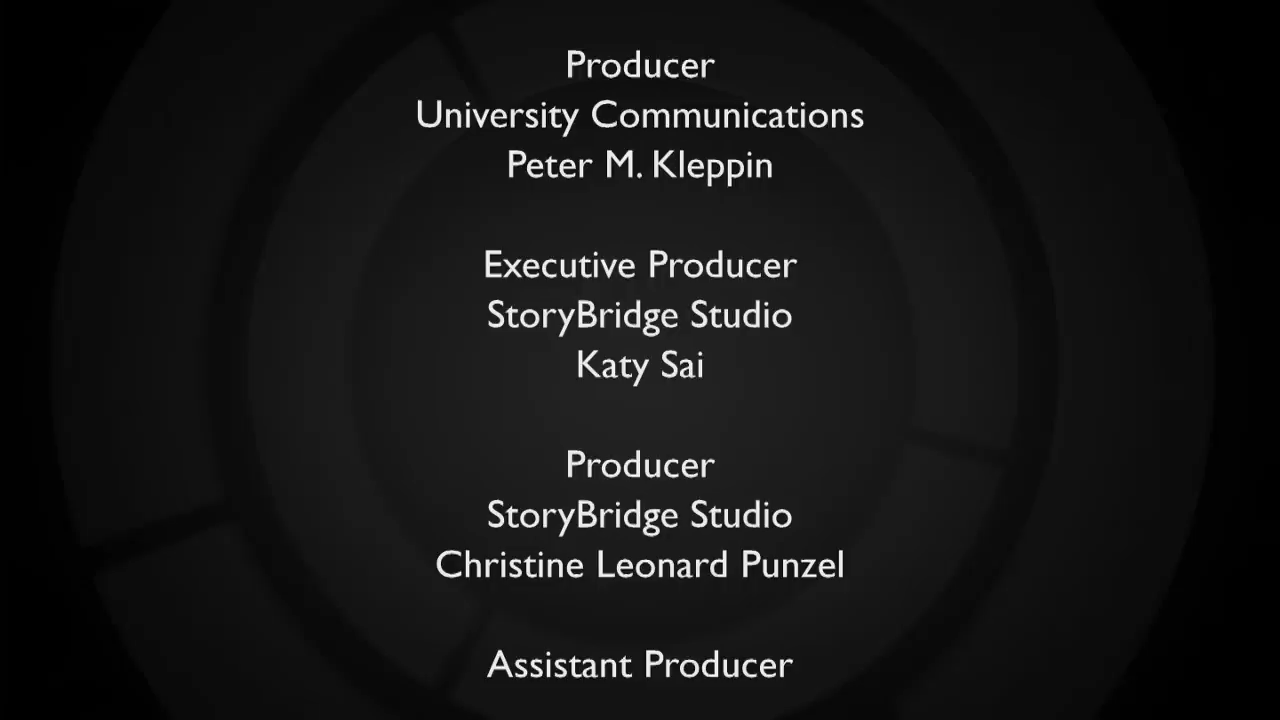 Producer
University Communications
Peter M. Kleppin
Executive Producer
StoryBridge Studio
Katy Sai
Producer
StoryBridge Studio
Christine Leonard Punzel
Assistant Producer